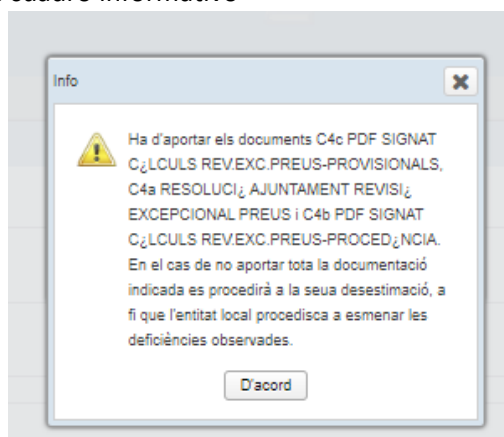 Info
Ha d'aportar els documents C4c PDF SIGNAT
C¿LCULS REV.EXC.PREUS-PROVISIONALS,
C4a RESOLUCI¿ AJUNTAMENT REVISI¿
EXCEPCIONAL PREUS i C4b PDF SIGNAT
C¿LCULS REV.EXC.PREUS-PROCED¿NCIA.
En el cas de no aportar tota la documentació
indicada es procedirà a la seua desestimació, a
fi que l'entitat local procedisca a esmenar les
deficiències observades.
D'acord